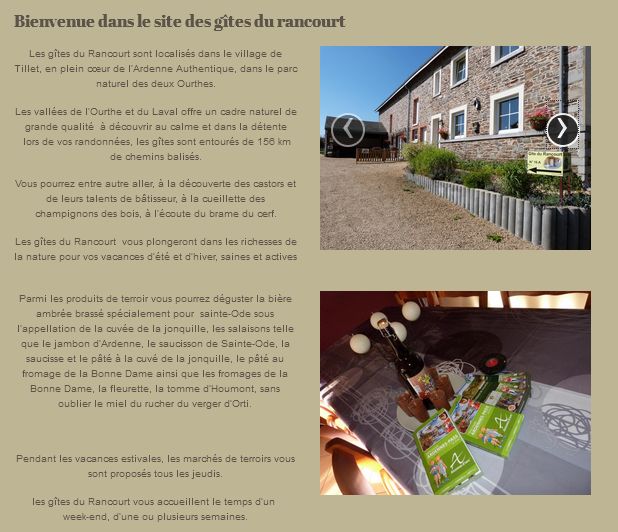 Bienvenue dans le site des gîtes du rancourt
Les gîtes du Rancourt sont localisés dans le village de
Tillet, en plein cœur de l'Ardenne Authentique, dans le parc
naturel des deux Ourthes.
Les vallées de l'Ourthe et du Laval offre un cadre naturel de
grande qualité à découvrir au calme et dans la détente
lors de vos randonnées, les gîtes sont entourés de 156 km
de chemins balisés.
Vous pourrez entre autre aller, à la découverte des castors et
de leurs talents de bâtisseur, à la cueillette des
champignons des bois, à l'écoute du brame du cerf.
Les gîtes du Rancourt vous plongeront dans les richesses de
la nature pour vos vacances d'été et d'hiver, saines et actives
Parmi les produits de terroir vous pourrez déguster la bière
ambrée brassé spécialement pour sainte-Ode sous
l'appellation de la cuvée de la jonquille, les salaisons telle
que le jambon d'Ardenne, le saucisson de Sainte-Ode, la
saucisse et le pâté à la cuvé de la jonquille, le pâté au
fromage de la Bonne Dame ainsi que les fromages de la
Bonne Dame, la fleurette, la tomme d'Houmont, sans
oublier le miel du rucher du verger d'Orti.
Pendant les vacances estivales, les marchés de terroirs vous
sont proposés tous les jeudis.
les gîtes du Rancourt vous accueillent le temps d'un
week-end, d'une ou plusieurs semaines.